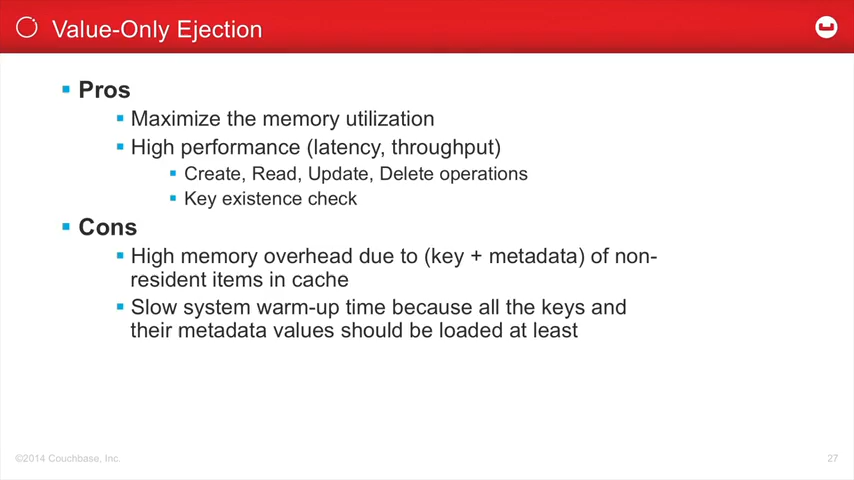 Value-Only Ejection
Pros
Maximize the memory utilization
High performance (latency, throughput)
Create, Read, Update, Delete operations
Key existence check
Cons
High memory overhead due to (key + metadata) of non-
resident items in cache
Slow system warm-up time because all the keys and
their metadata values should be loaded at least
©2014 Couchbase, Inc.
27